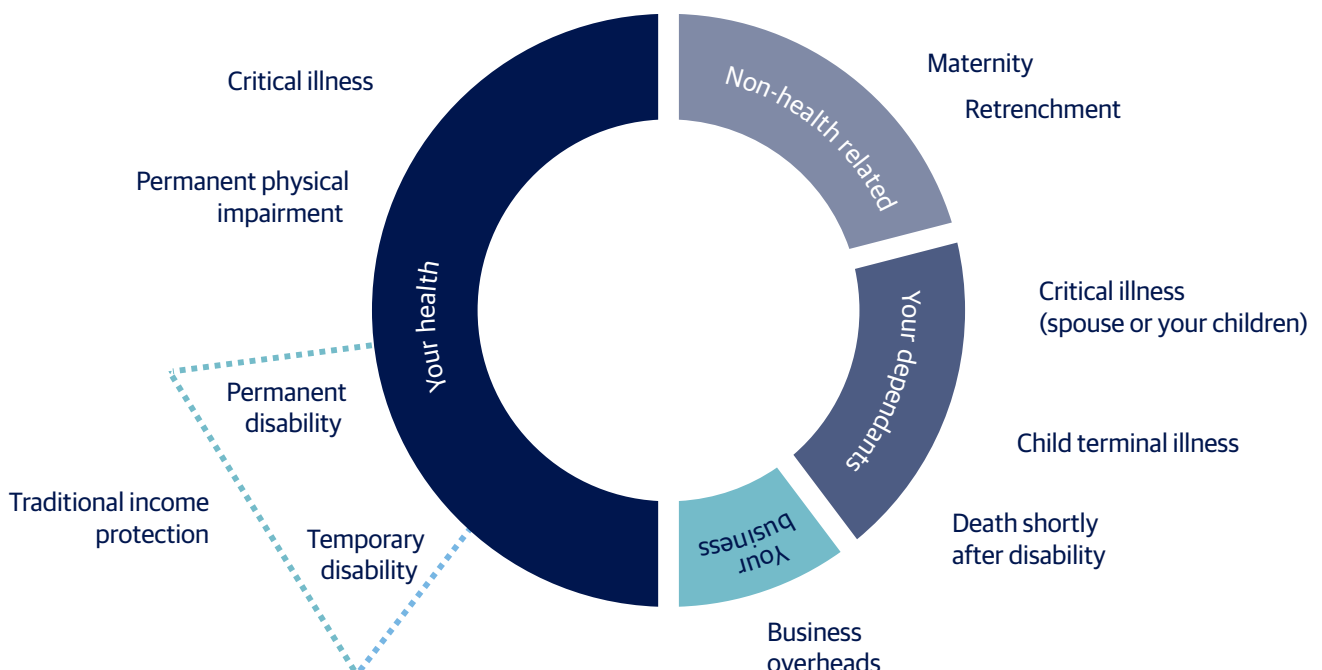 Critical illness
Permanent physical
impairment
Your health
Permanent
disability
Traditional income
protection
Temporary
disability
Non-health related
Maternity
Retrenchment
Your dependants
Critical illness
(spouse or your children)
Child terminal illness
Death shortly
after disability
Your
business
Business
overheads